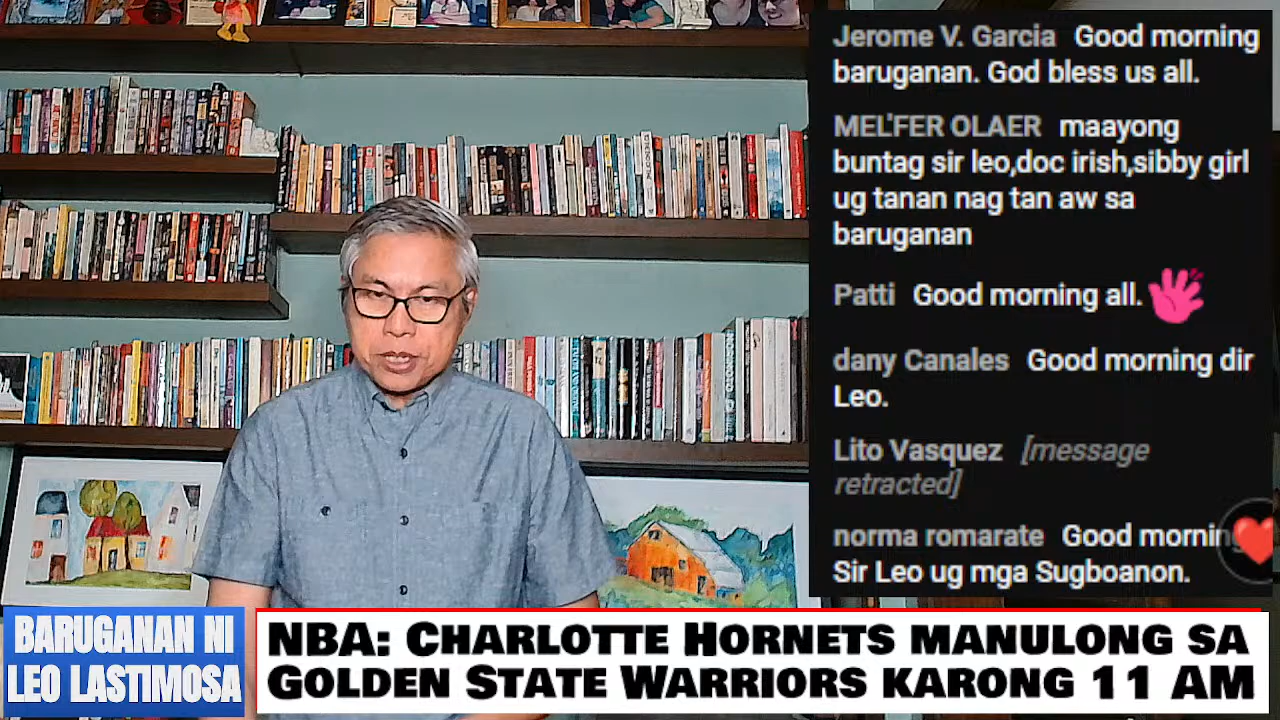 Jerome V. Garcia Good morning
baruganan. God bless us all.
MEL'FER OLAER maayong
buntag sir leo,doc irish,sibby girl
ug tanan nag tan aw sa
baruganan
Patti Good morning all.
dany Canales Good morning dir
Leo.
Lito Vasquez [message
retracted]
norma romarate Good morning
Sir Leo ug mga Sugboanon.
BARUGANAN NI
LEO LASTIMOSA
NBA: CHARLOTTE HORNETS MANULONG SA
GOLDEN STATE WARRIORS KARONG 11 AM